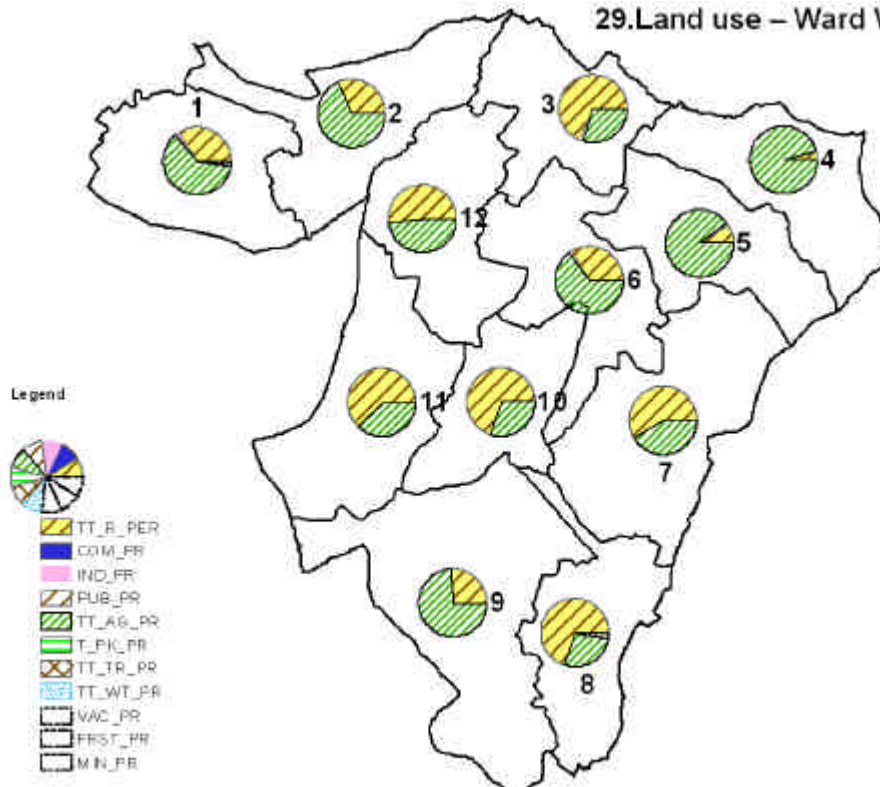 29.Land use – Ward W
1
2
3
4
12
5
6
11
10
7
9
8
Legend
TT_R_PER
COM_PR
IND_PR
PUB_PR
TT_AG_PR
T_PK_PR
TT_TR_PR
TT_WT_PR
VAC_PR
FRST_PR
MIN_PR